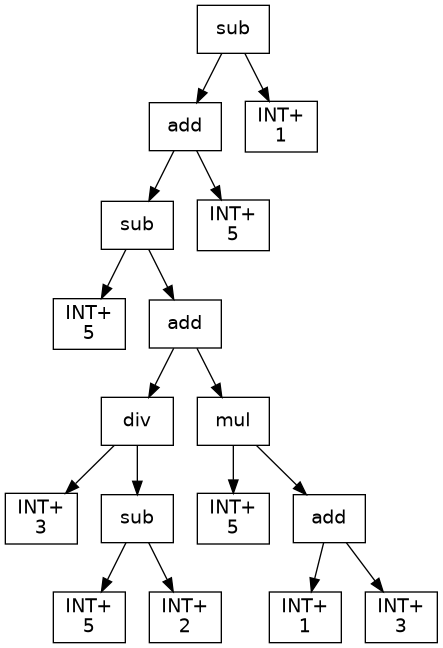 sub
add
INT+
1
sub
INT+
5
INT+
5
add
div
mul
INT+
3
sub
INT+
5
add
INT+
5
INT+
2
INT+
1
INT+
3